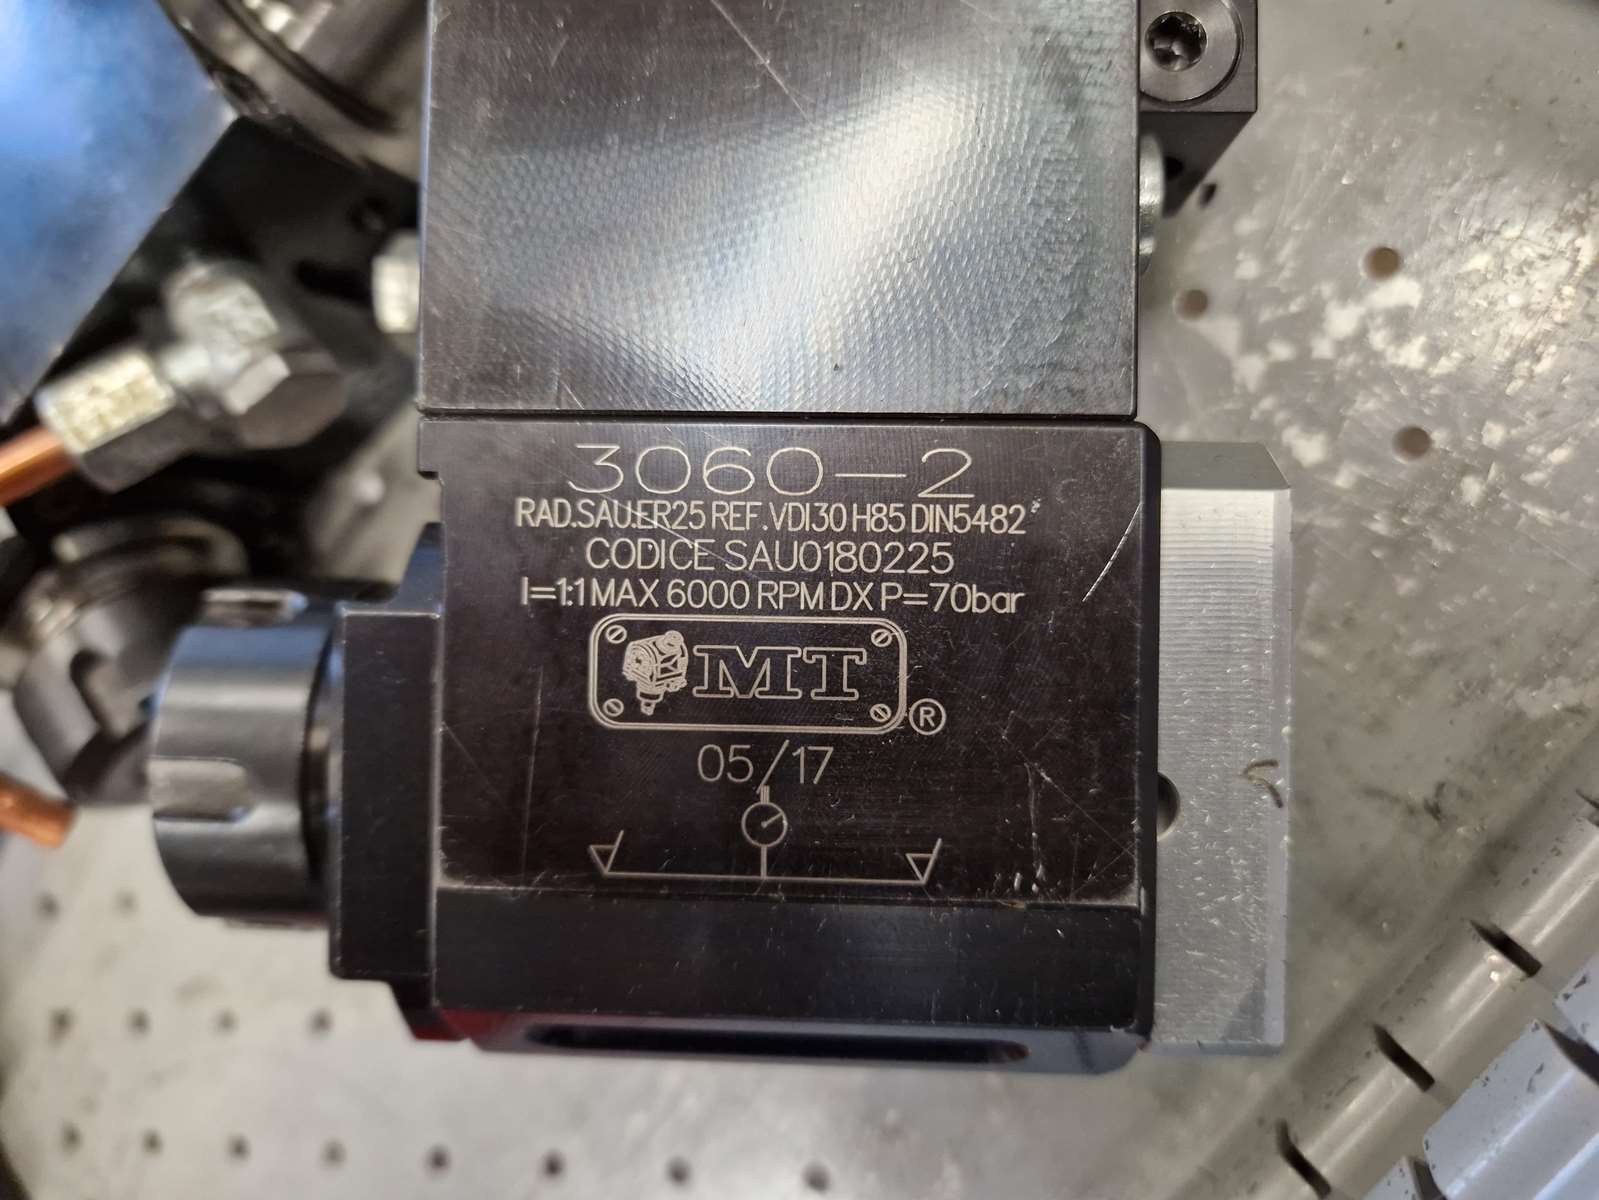 3060-2
RAD.SAU.ER25 REF.VDI30 H85 DIN5482
CODICE SAU0180225
I=1:1 MAX 6000 RPM DX P=70bar
MT
®
05/17